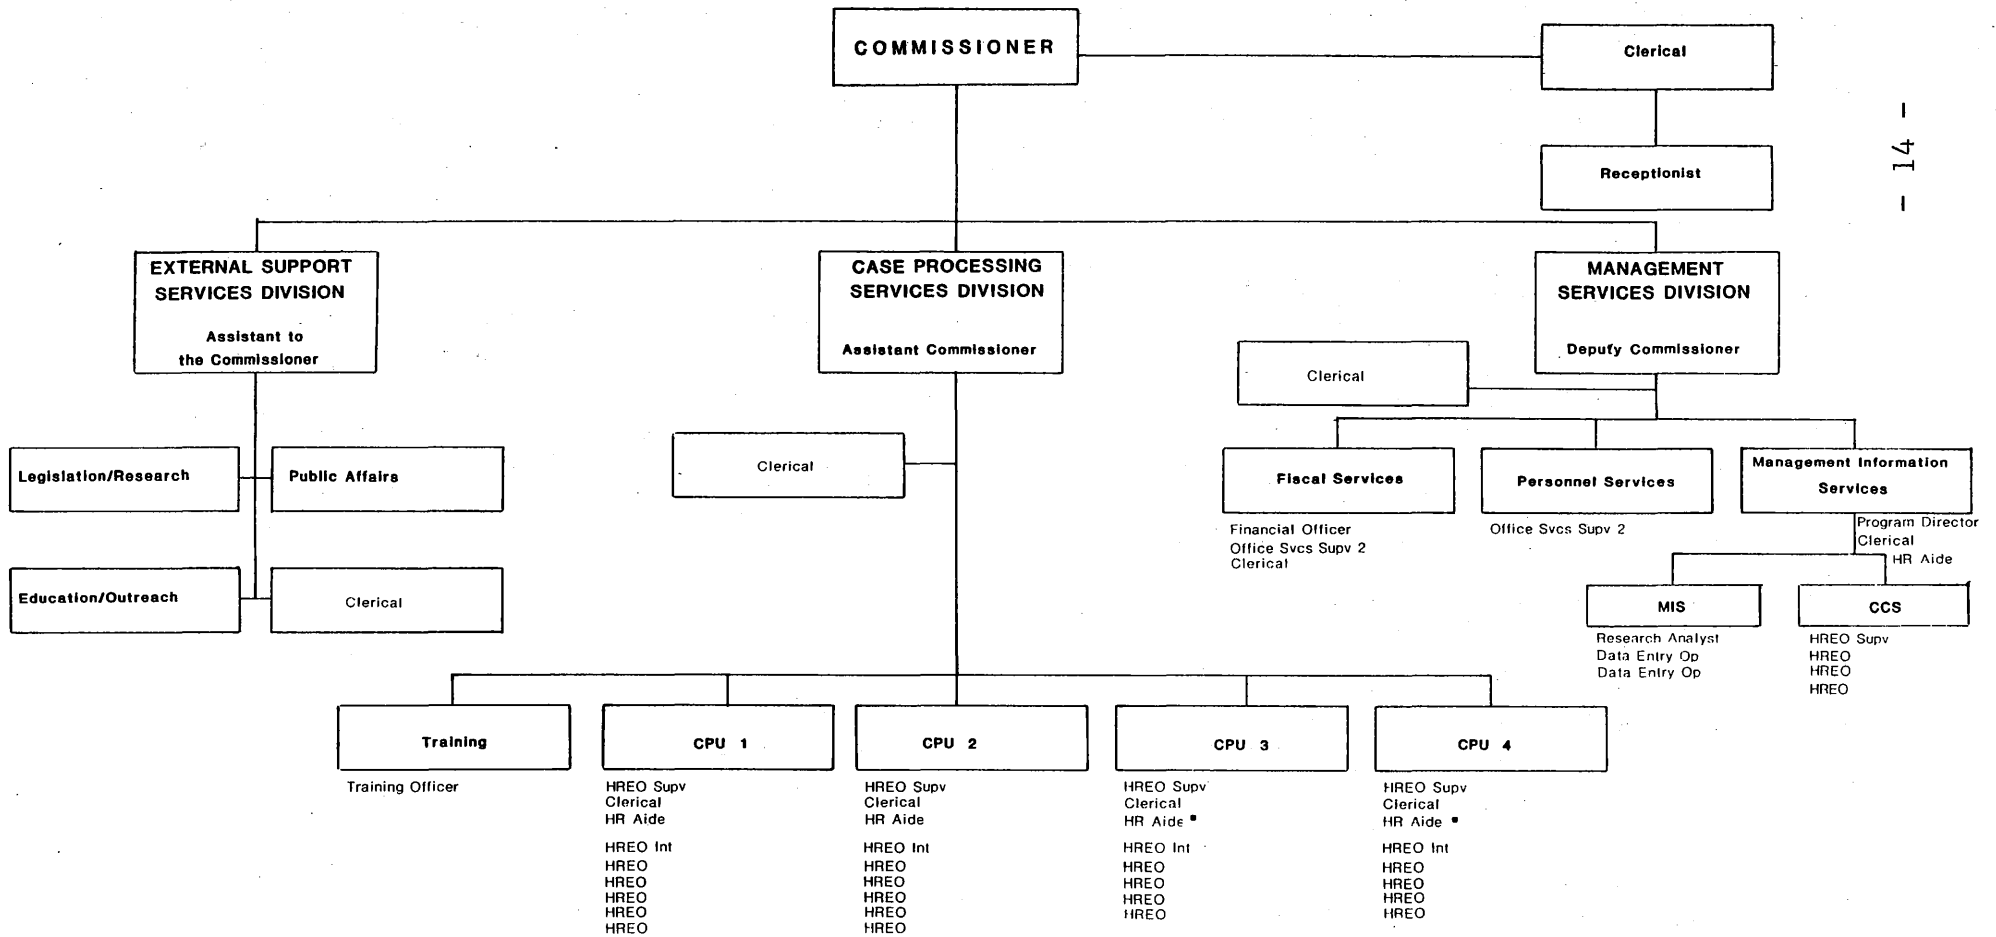 COMMISSIONER
Clerical
- 14 -
Receptionist
EXTERNAL SUPPORT
SERVICES DIVISION
Assistant to
the Commissioner
CASE PROCESSING
SERVICES DIVISION
Assistant Commissioner
MANAGEMENT
SERVICES DIVISION
Deputy Commissioner
Clerical
Clerical
Legislation/Research
Public Affairs
Education/Outreach
Clerical
Fiscal Services
Financial Officer
Office Svcs Supv 2
Clerical
Personnel Services
Office Svcs Supv 2
Management Information
Services
Program Director
Clerical
HR Aide
MIS
Research Analyst
Data Entry Op
Data Entry Op
CCS
HREO Supv
HREO
HREO
HREO
Training
Training Officer
CPU 1
HREO Supv
Clerical
HR Aide
HREO Int
HREO
HREO
HREO
HREO
HREO
CPU 2
HREO Supv
Clerical
HR Aide
HREO Int
HREO
HREO
HREO
HREO
HREO
CPU 3
HREO Supv
Clerical
HR Aide *
HREO Int
HREO
HREO
HREO
HREO
CPU 4
HREO Supv
Clerical
HR Aide *
HREO Int
HREO
HREO
HREO
HREO